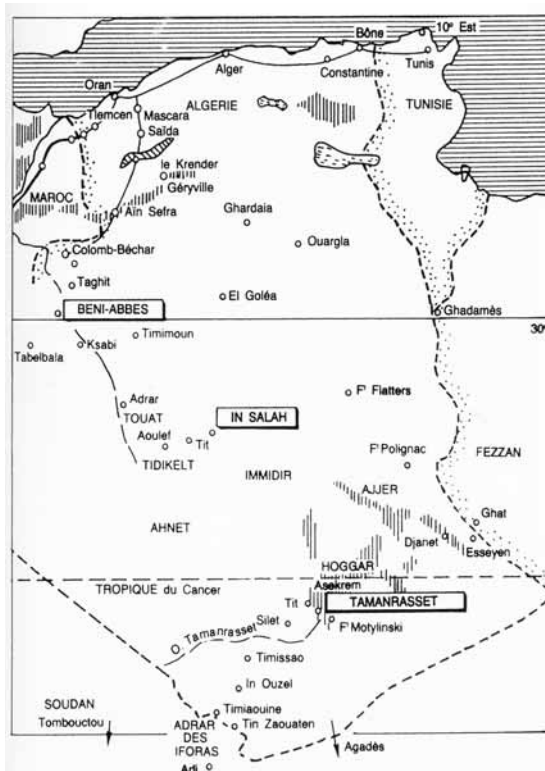 10° Est
Bône
Alger
Constantine
Tunis
Oran
ALGERIE
TUNISIE
Tlemcen
Mascara
Saïda
le Krender
Géryville
MAROC
Aïn Sefra
Ghardaia
Ouargla
Colomb-Béchar
Taghit
El Goléa
BENI-ABBES
Ghadamès
30°
Timimoun
Tabelbala
Ksabi
Adrar
TOUAT
Fᵗ Flatters
IN SALAH
Aoulef
Tit
TIDIKELT
Fᵗ Polignac
FEZZAN
IMMIDIR
AJJER
AHNET
Ghat
Djanet
Esseyen
HOGGAR
TROPIQUE du Cancer
Asekrem
Tit
TAMANRASSET
O. Tamanrasset
Silet
Fᵗ Motylinski
Timissao
In Ouzel
SOUDAN
Tombouctou
Timiaouine
ADRAR
DES
IFORAS
Tin Zaouaten
Agadès